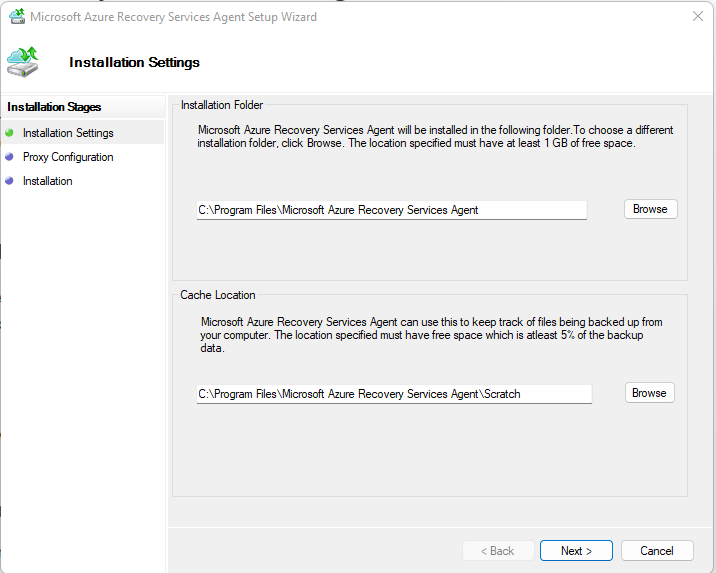 Microsoft Azure Recovery Services Agent Setup Wizard
Installation Settings
Installation Stages
Installation Settings
Proxy Configuration
Installation
Installation Folder
Microsoft Azure Recovery Services Agent will be installed in the following folder.To choose a different
installation folder, click Browse. The location specified must have at least 1 GB of free space.
C:\Program Files\Microsoft Azure Recovery Services Agent
Browse
Cache Location
Microsoft Azure Recovery Services Agent can use this to keep track of files being backed up from
your computer. The location specified must have free space which is atleast 5% of the backup
data.
C:\Program Files\Microsoft Azure Recovery Services Agent\Scratch
Browse
< Back
Next >
Cancel